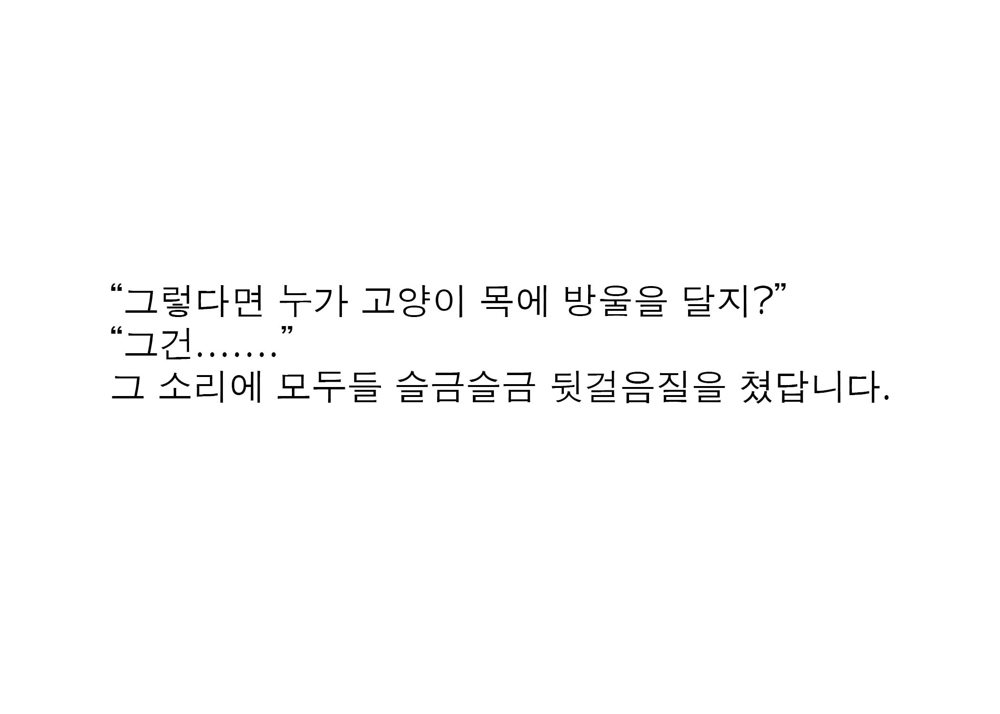 “그렇다면 누가 고양이 목에 방울을 달지?”
“그건.......”
그 소리에 모두들 슬금슬금 뒷걸음질을 쳤답니다.